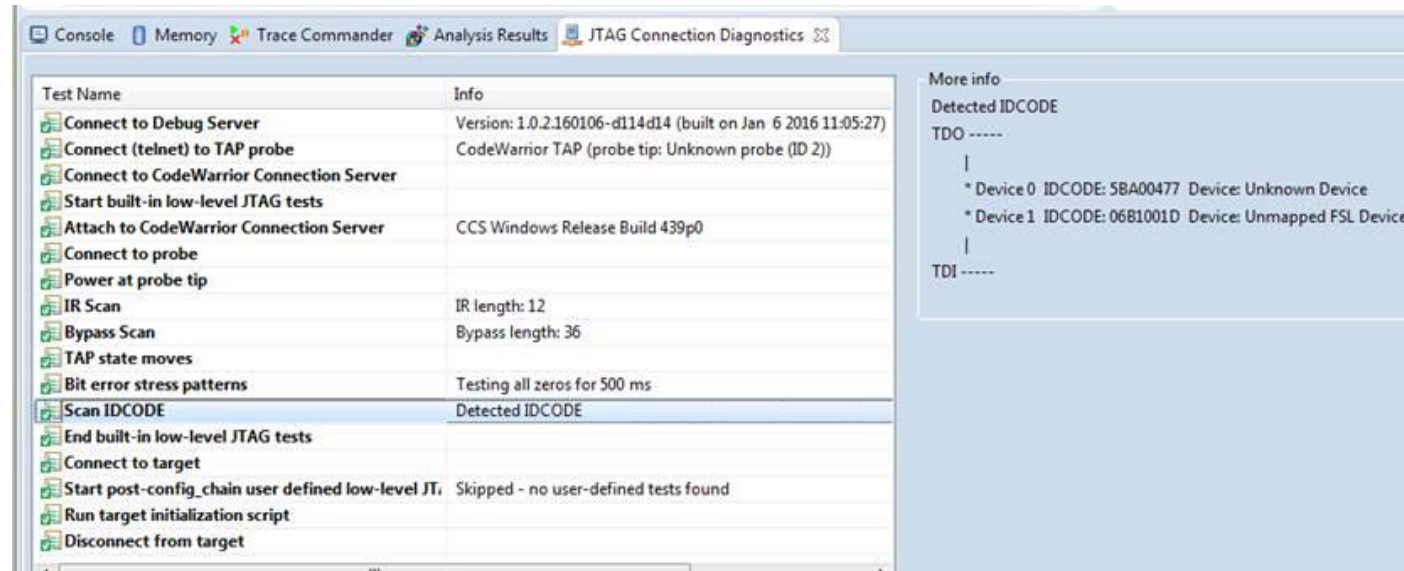 Console Memory Trace Commander Analysis Results JTAG Connection Diagnostics
Test Name Info
Connect to Debug Server Version: 1.0.2.160106-d114d14 (built on Jan 6 2016 11:05:27)
Connect (telnet) to TAP probe CodeWarrior TAP (probe tip: Unknown probe (ID 2))
Connect to CodeWarrior Connection Server
Start built-in low-level JTAG tests
Attach to CodeWarrior Connection Server CCS Windows Release Build 439p0
Connect to probe
Power at probe tip
IR Scan IR length: 12
Bypass Scan Bypass length: 36
TAP state moves
Bit error stress patterns Testing all zeros for 500 ms
Scan IDCODE Detected IDCODE
End built-in low-level JTAG tests
Connect to target
Start post-config_chain user defined low-level JT Skipped - no user-defined tests found
Run target initialization script
Disconnect from target
More info
Detected IDCODE
TDO -----
|
* Device 0 IDCODE: 5BA00477 Device: Unknown Device
* Device 1 IDCODE: 06B1001D Device: Unmapped FSL Device
|
TDI -----